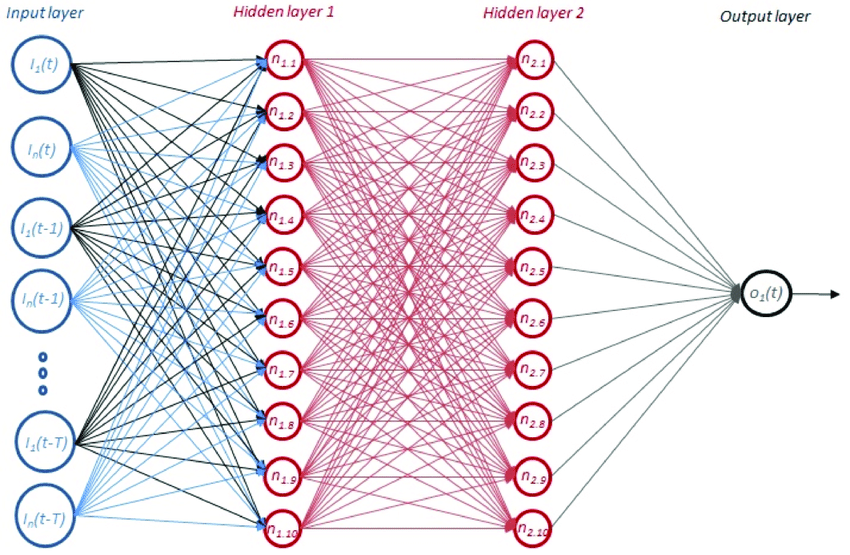 Input layer
Hidden layer 1
Hidden layer 2
Output layer
I1(t)
In(t)
I1(t-1)
In(t-1)
I1(t-T)
In(t-T)
n1.1
n1.2
n1.3
n1.4
n1.5
n1.6
n1.7
n1.8
n1.9
n1.10
n2.1
n2.2
n2.3
n2.4
n2.5
n2.6
n2.7
n2.8
n2.9
n2.10
o1(t)